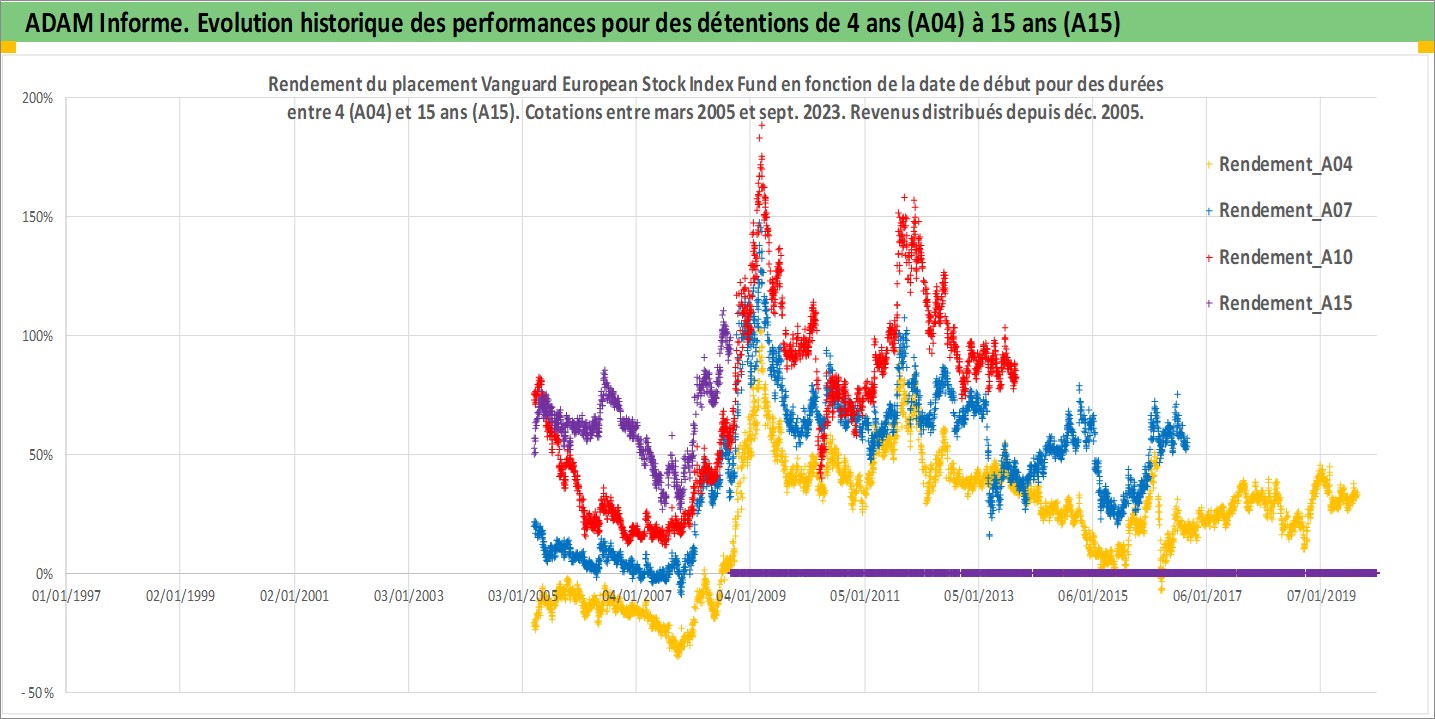 ADAM Informe. Evolution historique des performances pour des détentions de 4 ans (A04) à 15 ans (A15)
Rendement du placement Vanguard European Stock Index Fund en fonction de la date de début pour des durées
entre 4 (A04) et 15 ans (A15). Cotations entre mars 2005 et sept. 2023. Revenus distribués depuis déc. 2005.
200%
150%
100%
50%
0%
-50%
Rendement_A04
Rendement_A07
Rendement_A10
Rendement_A15
01/01/1997
02/01/1999
02/01/2001
03/01/2003
03/01/2005
04/01/2007
04/01/2009
05/01/2011
05/01/2013
06/01/2015
06/01/2017
07/01/2019